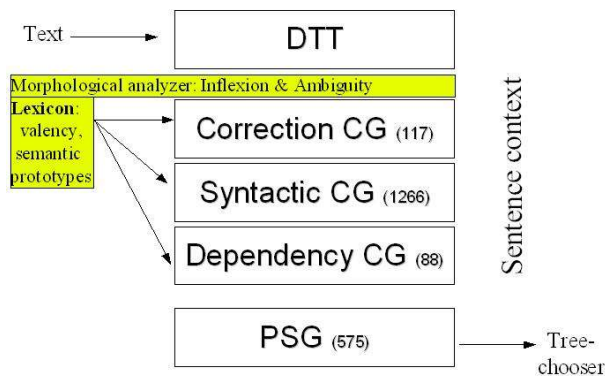 Text
DTT
Morphological analyzer: Inflexion & Ambiguity
Lexicon:
valency,
semantic
prototypes
Correction CG (117)
Syntactic CG (1266)
Dependency CG (88)
PSG (575)
Sentence context
Tree-
chooser